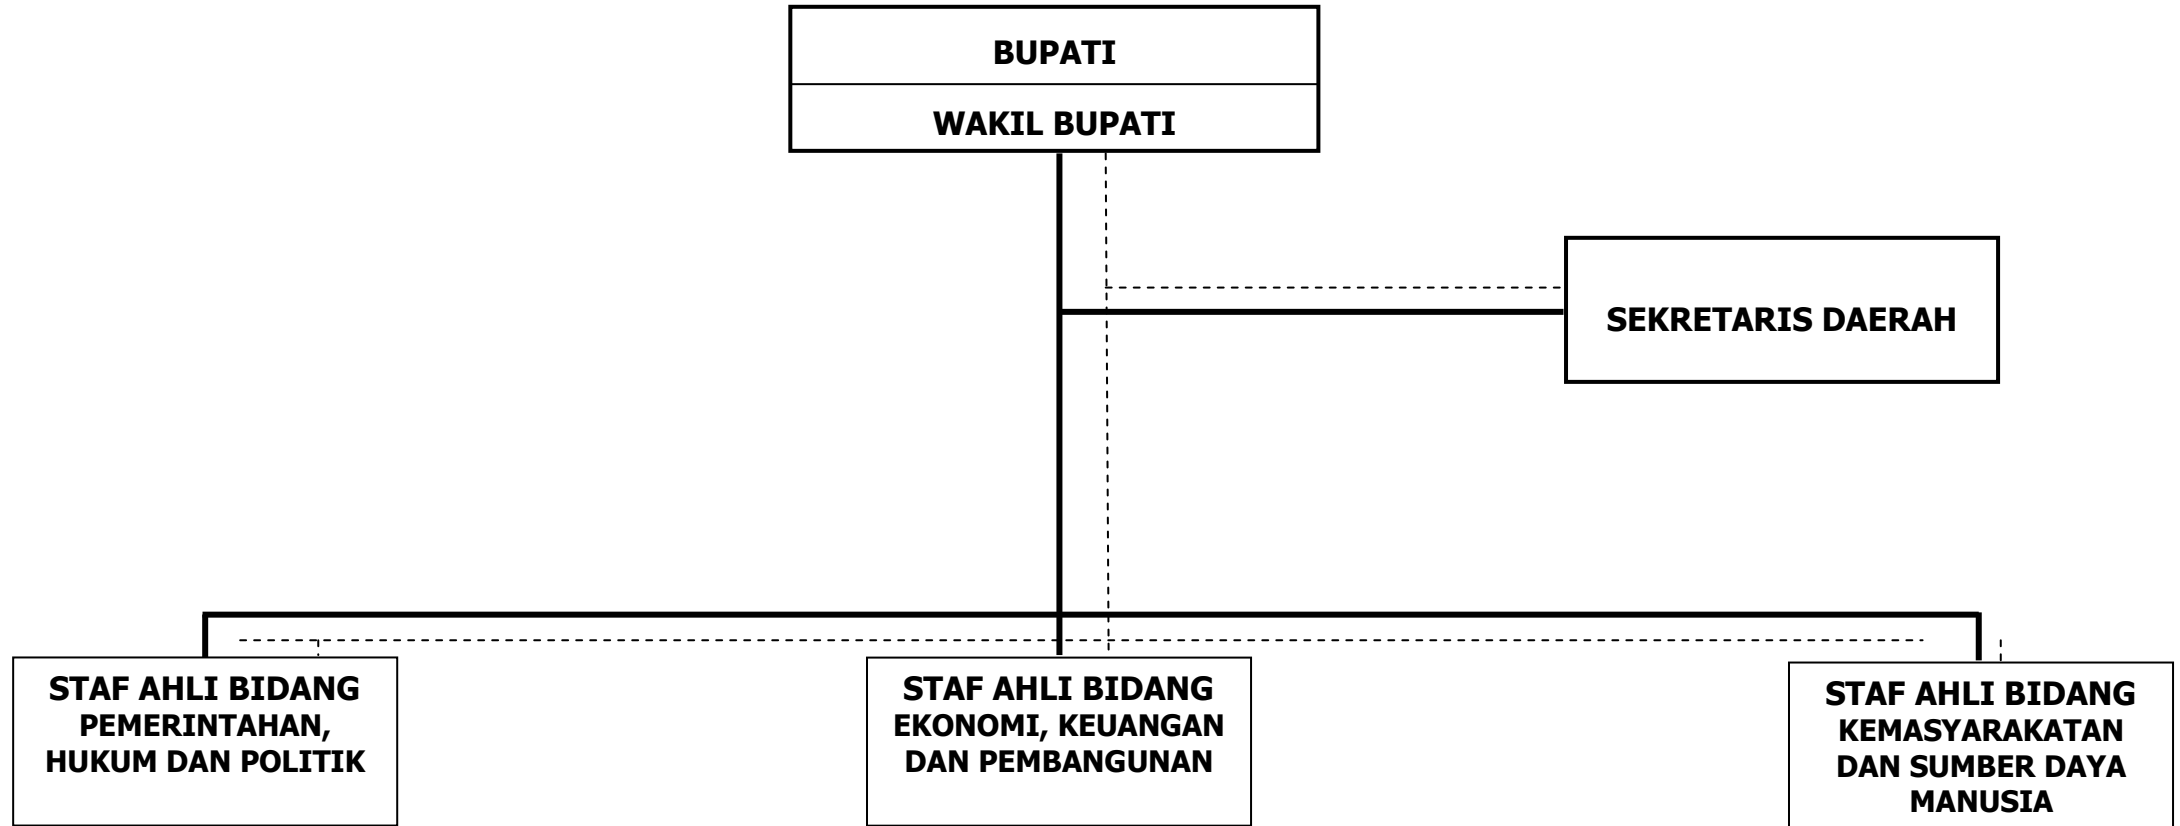 BUPATI
WAKIL BUPATI
SEKRETARIS DAERAH
STAF AHLI BIDANG
PEMERINTAHAN,
HUKUM DAN POLITIK
STAF AHLI BIDANG
EKONOMI, KEUANGAN
DAN PEMBANGUNAN
STAF AHLI BIDANG
KEMASYARAKATAN
DAN SUMBER DAYA
MANUSIA